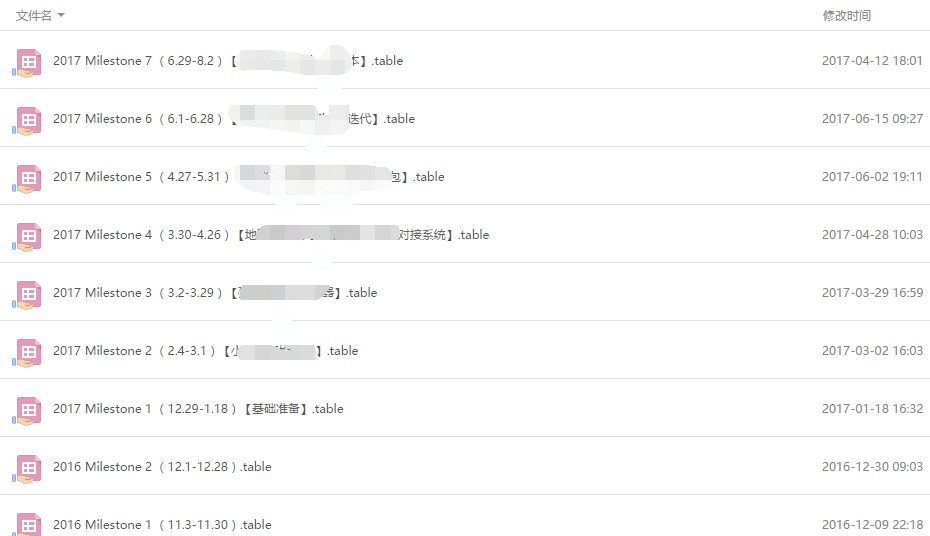 文件名 修改时间
2017 Milestone 7 ( 6.29-8.2 ) 【 本】.table 2017-04-12 18:01
2017 Milestone 6 ( 6.1-6.28 ) 【 迭代】.table 2017-06-15 09:27
2017 Milestone 5 ( 4.27-5.31 ) 包】.table 2017-06-02 19:11
2017 Milestone 4 ( 3.30-4.26 ) 【地 对接系统】.table 2017-04-28 10:03
2017 Milestone 3 ( 3.2-3.29 ) 【 器】.table 2017-03-29 16:59
2017 Milestone 2 ( 2.4-3.1 ) 【小 】.table 2017-03-02 16:03
2017 Milestone 1 ( 12.29-1.18 ) 【基础准备】.table 2017-01-18 16:32
2016 Milestone 2 ( 12.1-12.28 ) .table 2016-12-30 09:03
2016 Milestone 1 ( 11.3-11.30 ) .table 2016-12-09 22:18